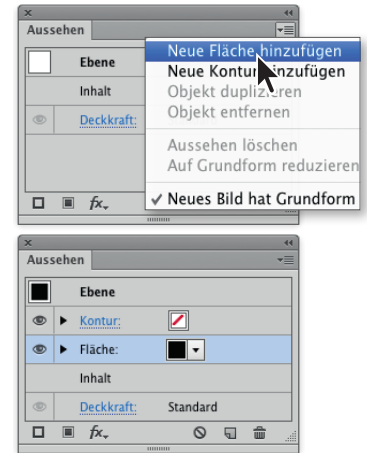 Aussehen
Ebene
Inhalt
Deckkraft:
fx
Neue Fläche hinzufügen
Neue Kontur hinzufügen
Objekt duplizieren
Objekt entfernen
Aussehen löschen
Auf Grundform reduzieren
✓ Neues Bild hat Grundform
Aussehen
Ebene
Kontur:
Fläche:
Inhalt
Deckkraft: Standard
fx